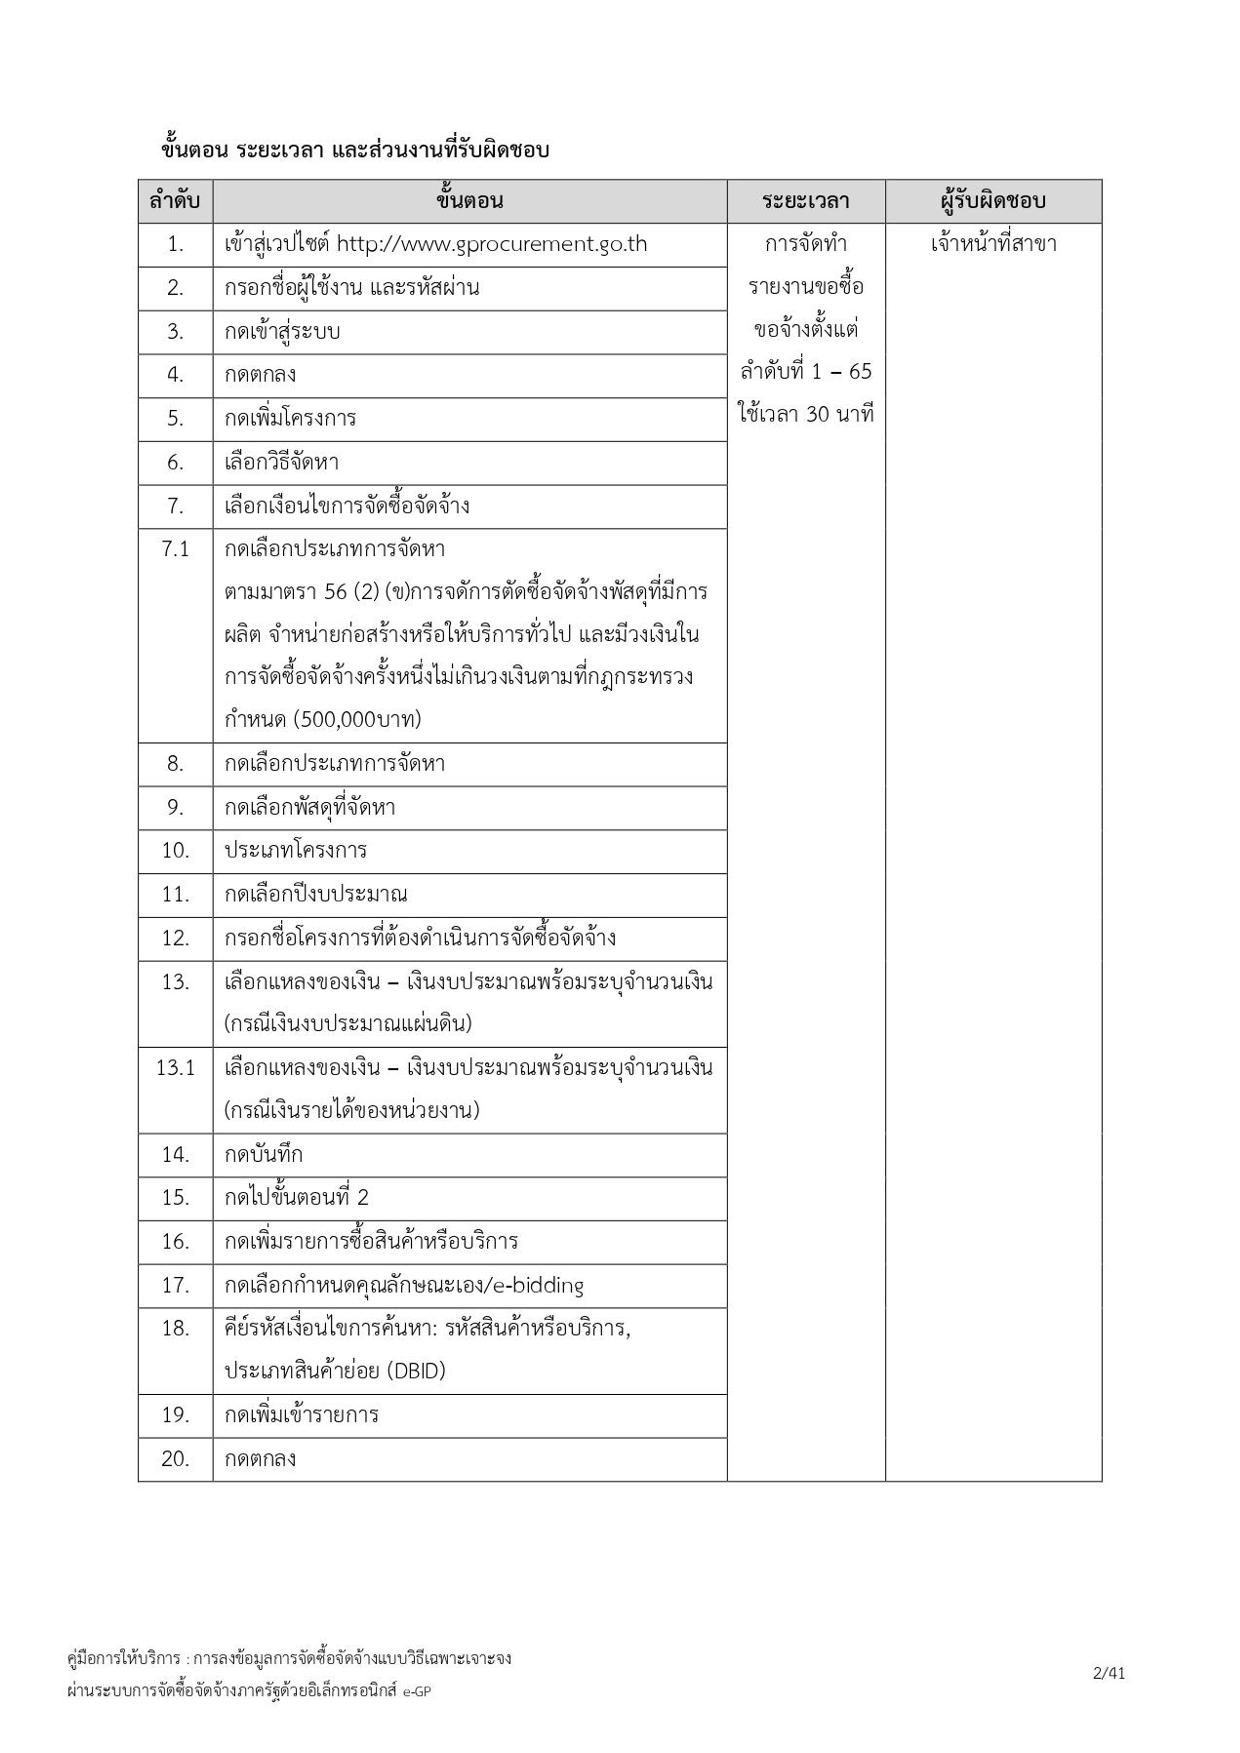 ขั้นตอน ระยะเวลา และส่วนงานที่รับผิดชอบ
ลำดับ ขั้นตอน ระยะเวลา ผู้รับผิดชอบ
1. เข้าสู่เวปไซต์ http://www.gprocurement.go.th การจัดทำ เจ้าหน้าที่สาขา
2. กรอกชื่อผู้ใช้งาน และรหัสผ่าน รายงานขอซื้อ
3. กดเข้าสู่ระบบ ขอจ้างตั้งแต่
4. กดตกลง ลำดับที่ 1 – 65
5. กดเพิ่มโครงการ ใช้เวลา 30 นาที
6. เลือกวิธีจัดหา
7. เลือกเงือนไขการจัดซื้อจัดจ้าง
7.1 กดเลือกประเภทการจัดหา
ตามมาตรา 56 (2) (ข)การจดัการตัดซื้อจัดจ้างพัสดุที่มีการ
ผลิต จำหน่ายก่อสร้างหรือให้บริการทั่วไป และมีวงเงินใน
การจัดซื้อจัดจ้างครั้งหนึ่งไม่เกินวงเงินตามที่กฎกระทรวง
กำหนด (500,000บาท)
8. กดเลือกประเภทการจัดหา
9. กดเลือกพัสดุที่จัดหา
10. ประเภทโครงการ
11. กดเลือกปีงบประมาณ
12. กรอกชื่อโครงการที่ต้องดำเนินการจัดซื้อจัดจ้าง
13. เลือกแหลงของเงิน – เงินงบประมาณพร้อมระบุจำนวนเงิน
(กรณีเงินงบประมาณแผ่นดิน)
13.1 เลือกแหลงของเงิน – เงินงบประมาณพร้อมระบุจำนวนเงิน
(กรณีเงินรายได้ของหน่วยงาน)
14. กดบันทึก
15. กดไปขั้นตอนที่ 2
16. กดเพิ่มรายการซื้อสินค้าหรือบริการ
17. กดเลือกกำหนดคุณลักษณะเอง/e-bidding
18. คีย์รหัสเงื่อนไขการค้นหา: รหัสสินค้าหรือบริการ,
ประเภทสินค้าย่อย (DBID)
19. กดเพิ่มเข้ารายการ
20. กดตกลง
คู่มือการให้บริการ : การลงข้อมูลการจัดซื้อจัดจ้างแบบวิธีเฉพาะเจาะจง
ผ่านระบบการจัดซื้อจัดจ้างภาครัฐด้วยอิเล็กทรอนิกส์ e-GP
2/41